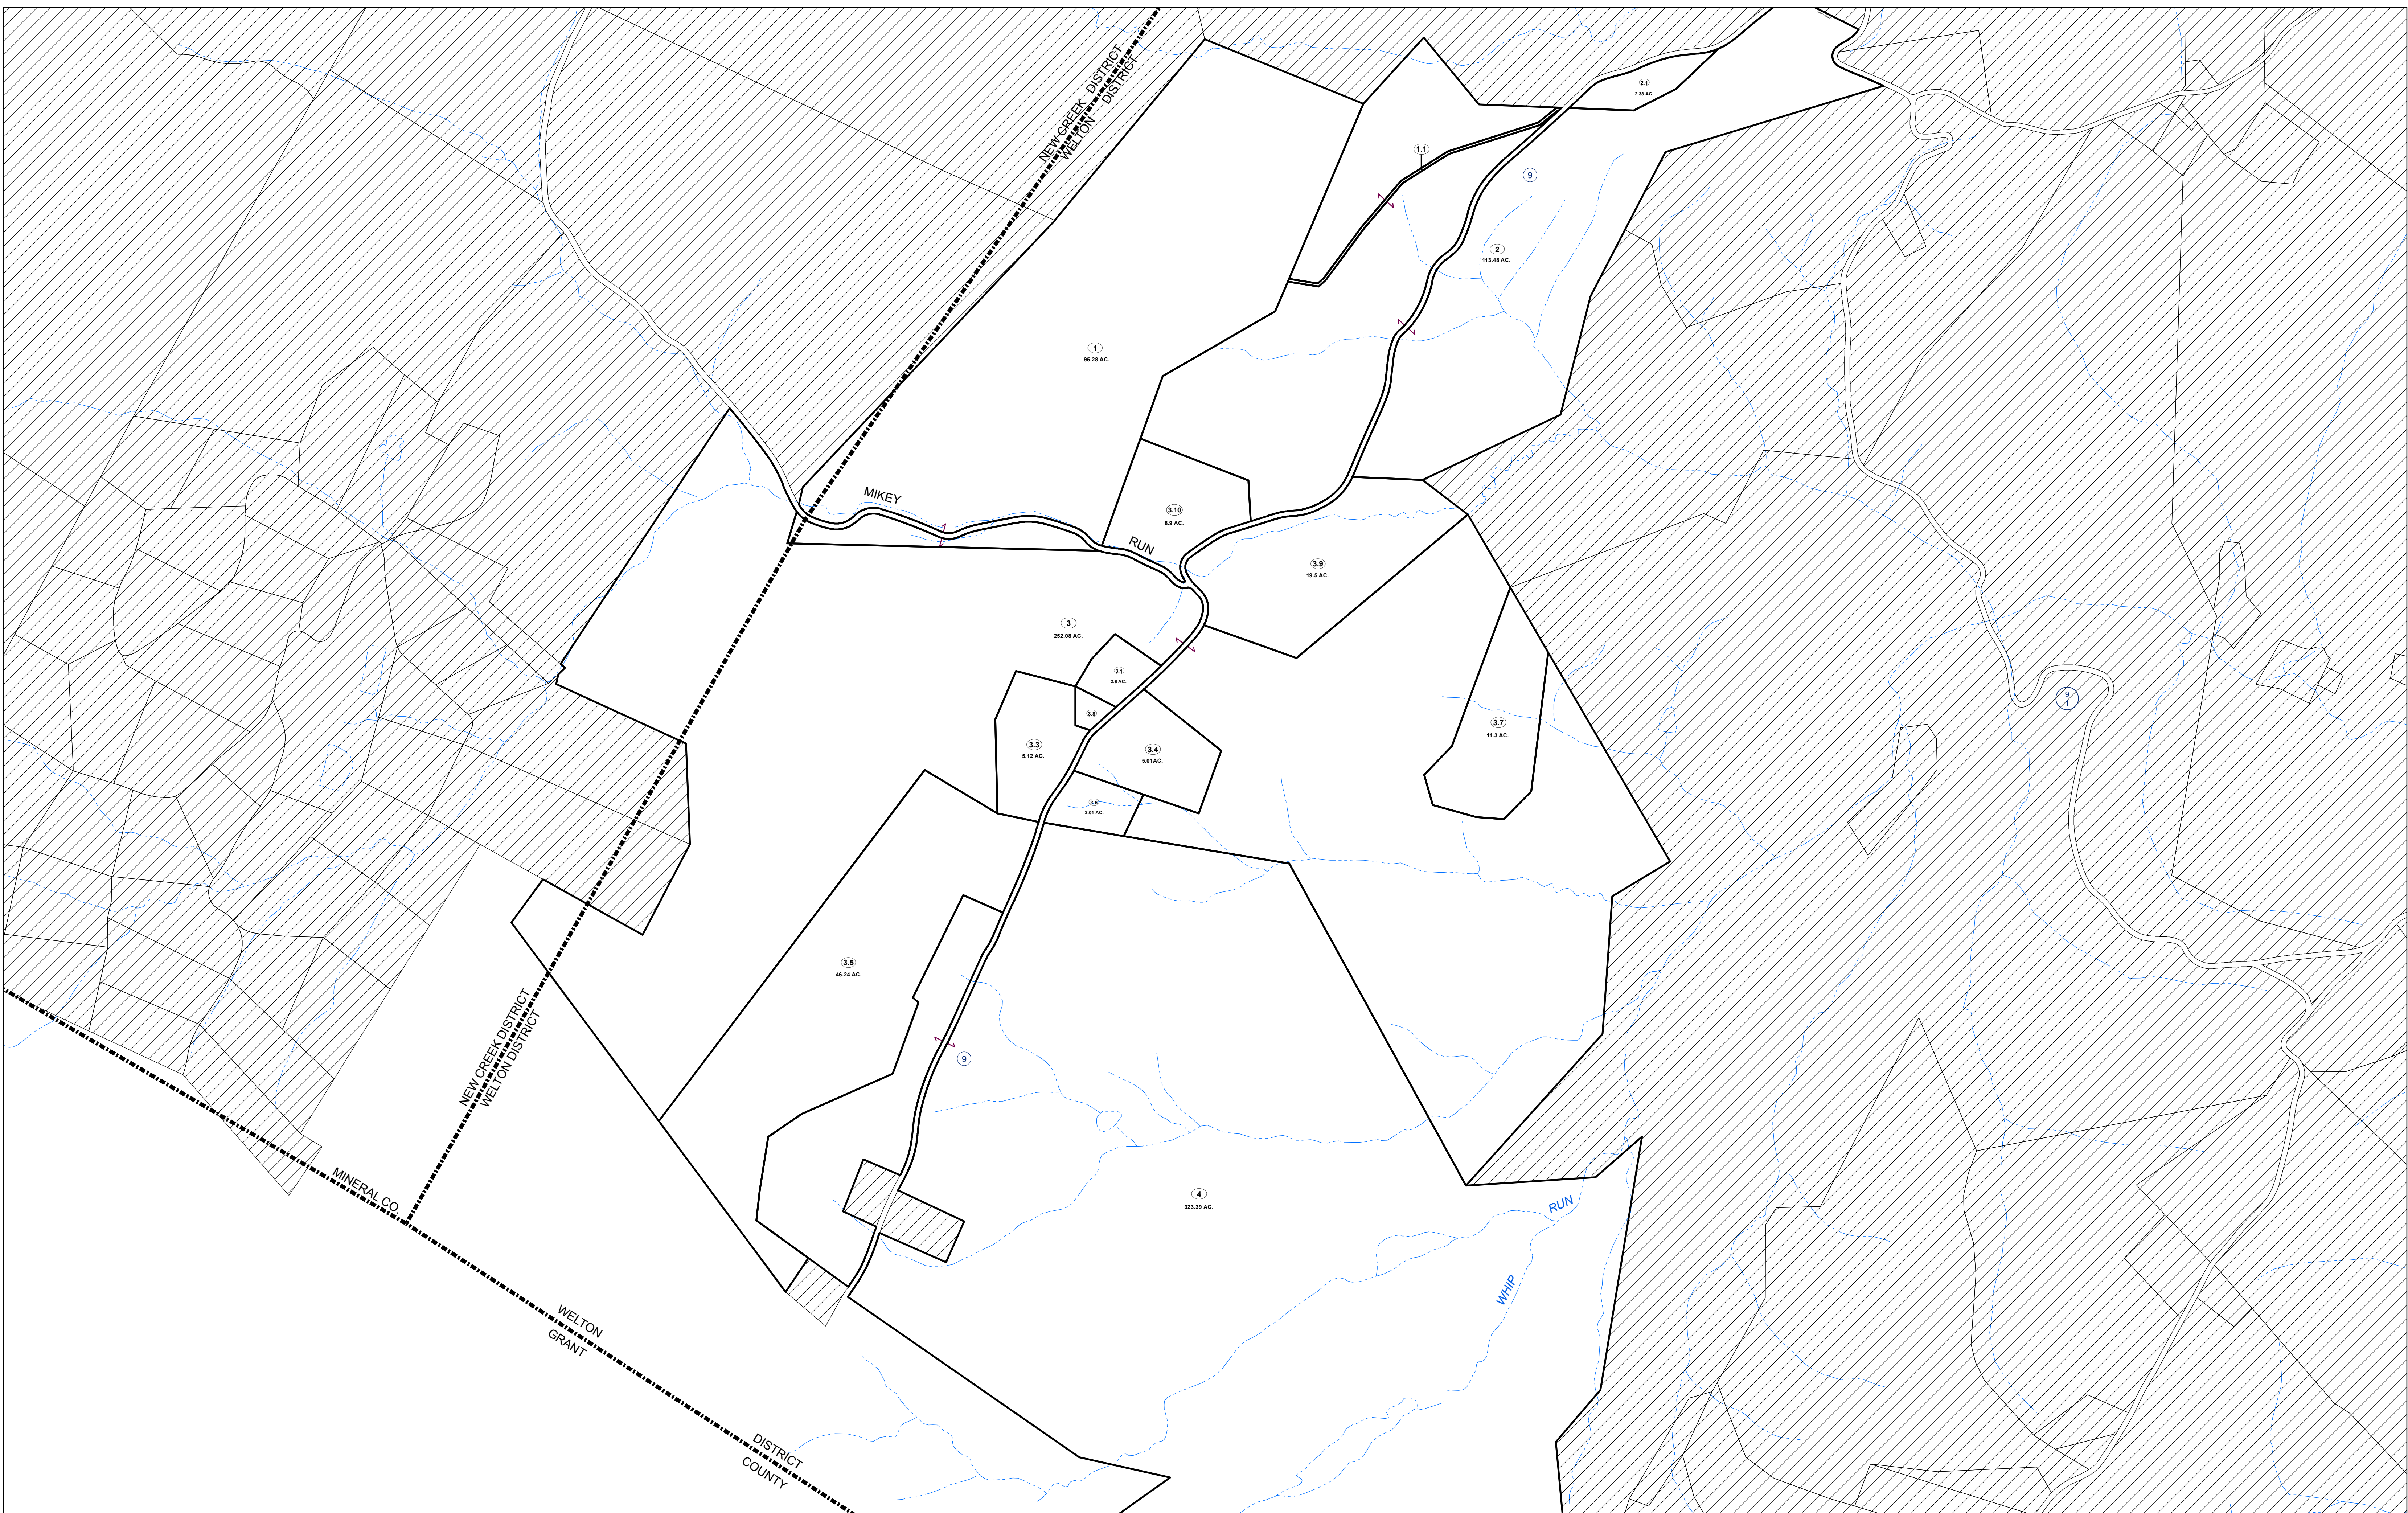 NEW CREEK DISTRICT
WELTON DISTRICT
2.1
2.35 AC.
1.1
9
2
113.48 AC.
1
95.28 AC.
MIKEY
RUN
3.10
8.9 AC.
3.9
19.5 AC.
3
252.08 AC.
3.1
2.6 AC.
3.3
5.12 AC.
3.4
5.01AC.
3.7
11.3 AC.
9
1
2.01 AC.
3.5
46.24 AC.
9
NEW CREEK DISTRICT
WELTON DISTRICT
MINERAL CO.
4
323.39 AC.
RUN
WHIP
WELTON
GRANT
DISTRICT
COUNTY